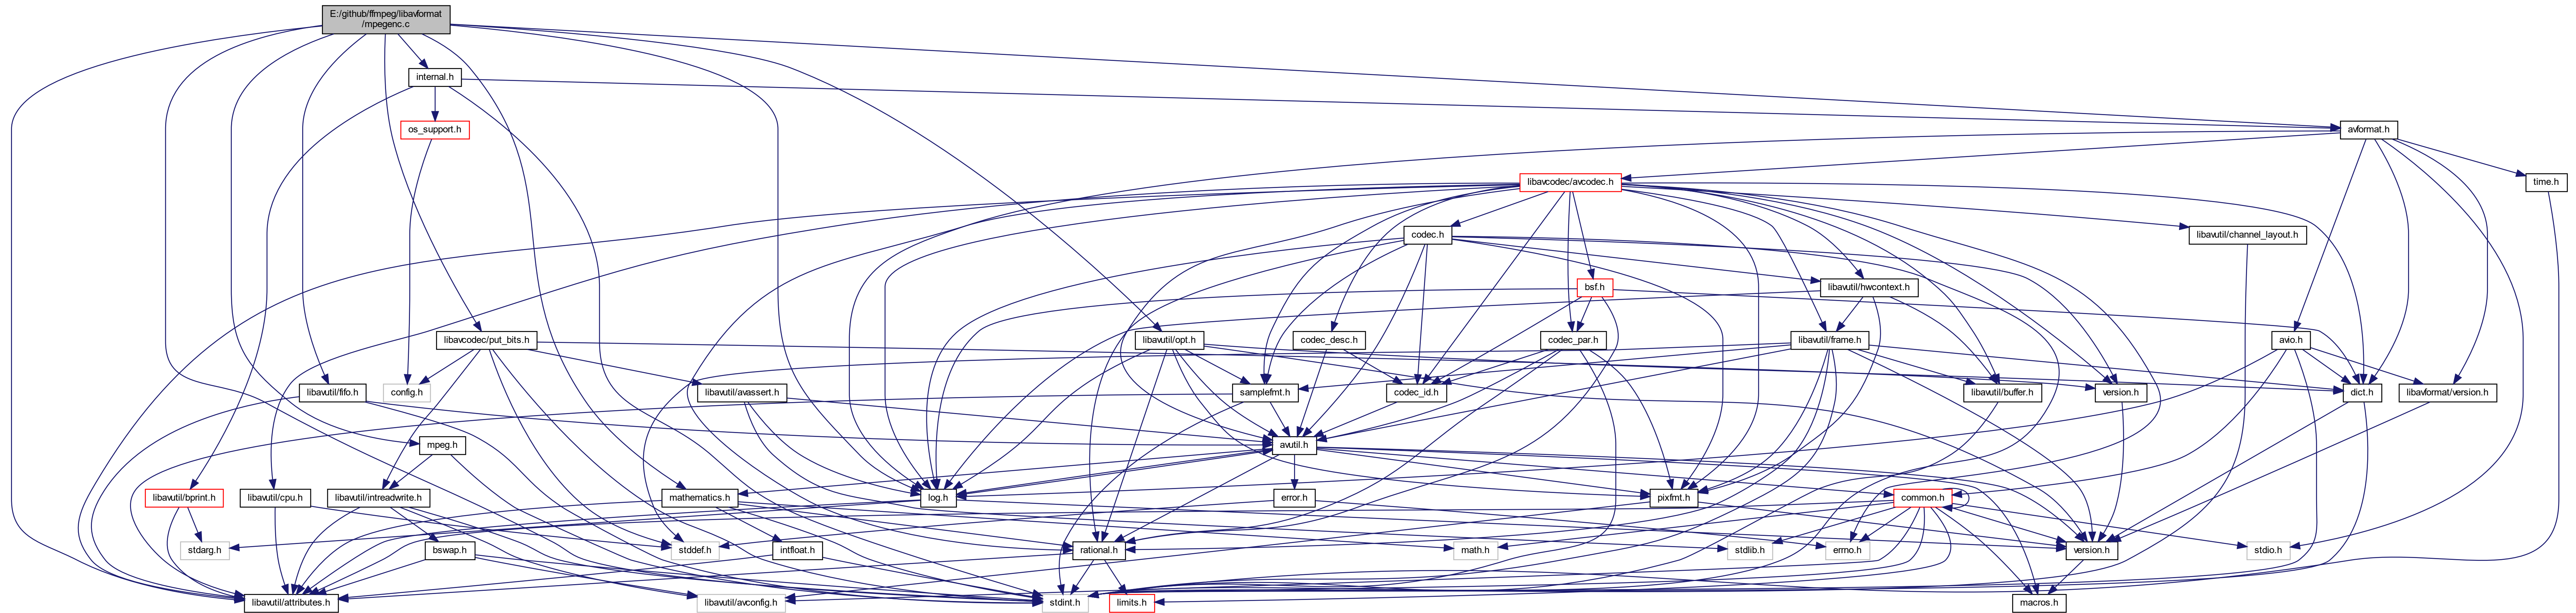 E:/github/ffmpeg/libavformat
/mpegenc.c
internal.h
os_support.h
avformat.h
libavcodec/avcodec.h
time.h
codec.h
libavutil/channel_layout.h
bsf.h
libavutil/hwcontext.h
libavcodec/put_bits.h
libavutil/opt.h
codec_desc.h
codec_par.h
libavutil/frame.h
avio.h
libavutil/fifo.h
config.h
libavutil/avassert.h
samplefmt.h
codec_id.h
libavutil/buffer.h
version.h
dict.h
libavformat/version.h
mpeg.h
avutil.h
libavutil/bprint.h
libavutil/cpu.h
libavutil/intreadwrite.h
mathematics.h
log.h
error.h
pixfmt.h
common.h
stdarg.h
bswap.h
stddef.h
intfloat.h
math.h
rational.h
stdlib.h
errno.h
version.h
stdio.h
libavutil/attributes.h
libavutil/avconfig.h
stdint.h
limits.h
macros.h